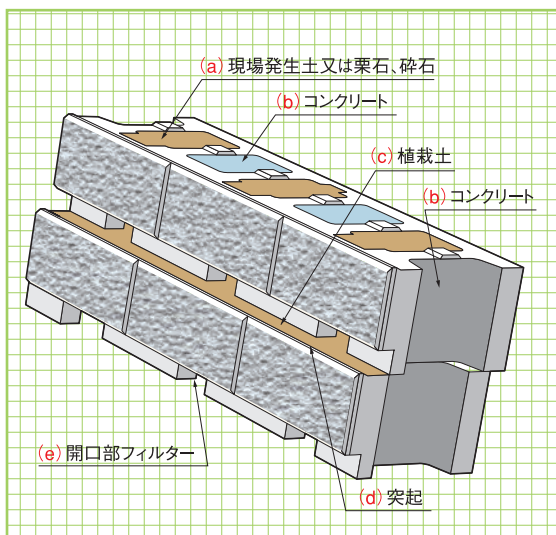 (a)現場発生土又は栗石、砕石
(b)コンクリート
(c)植栽土
(b)コンクリート
(e)開口部フィルター
(d)突起